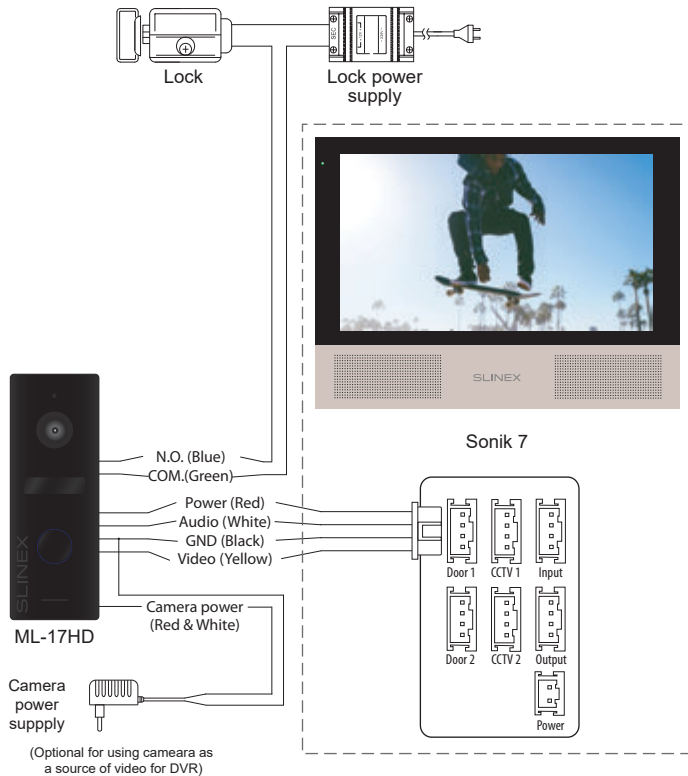 Lock
Lock power
supply
SEC
SLINEX
Sonik 7
N.O. (Blue)
COM.(Green)
Power (Red)
Audio (White)
GND (Black)
Video (Yellow)
Camera power
(Red & White)
SLINEX
ML-17HD
Door 1
CCTV 1
Input
Door 2
CCTV 2
Output
Power
Camera
power
suppply
(Optional for using cameara as
a source of video for DVR)